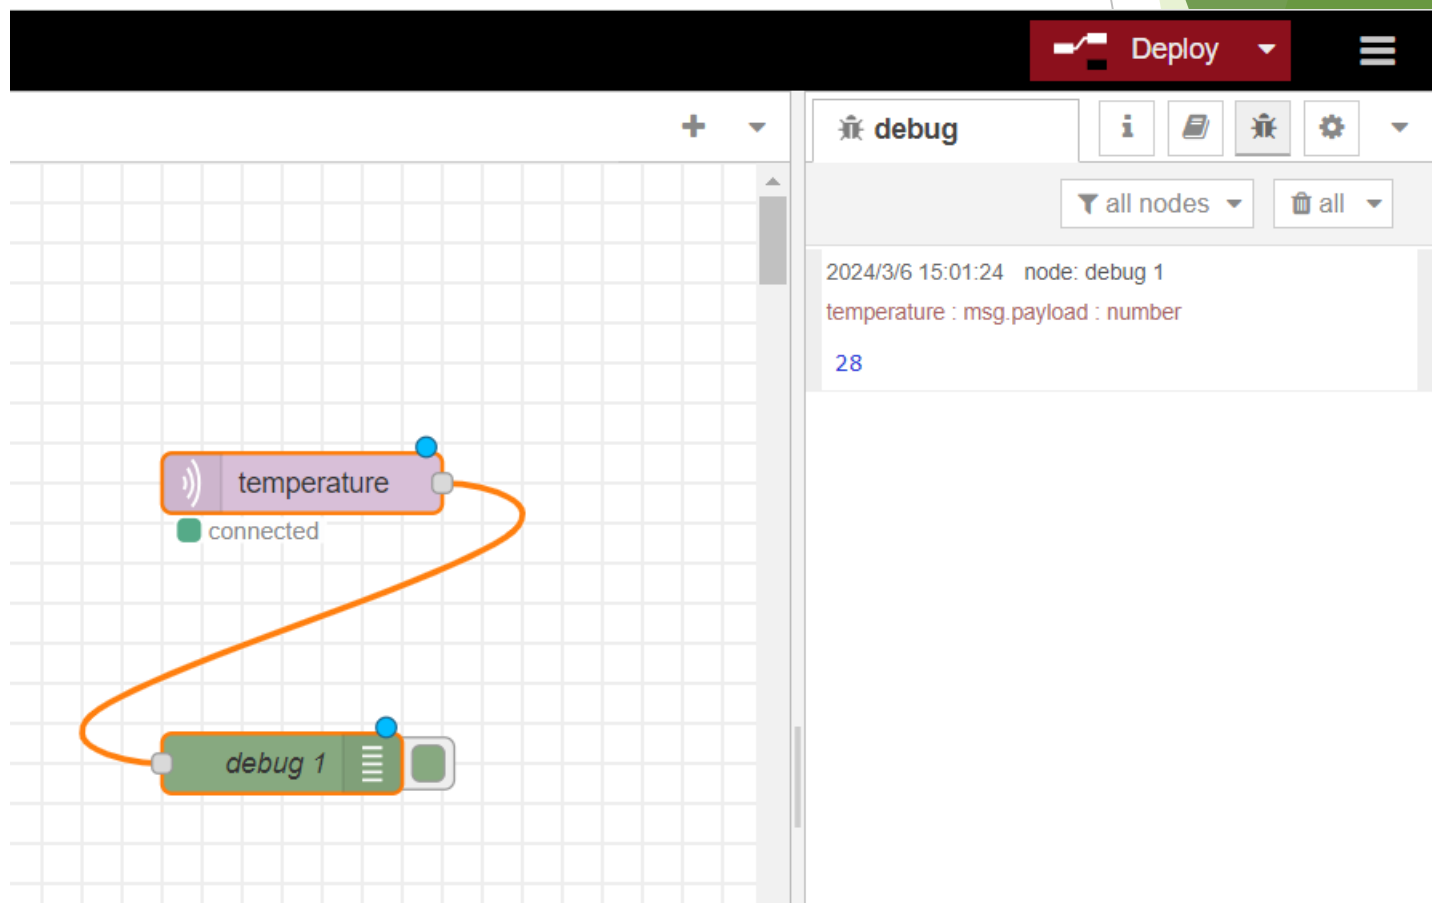 Deploy
debug
all nodes
all
2024/3/6 15:01:24 node: debug 1
temperature : msg.payload : number
28
temperature
connected
debug 1